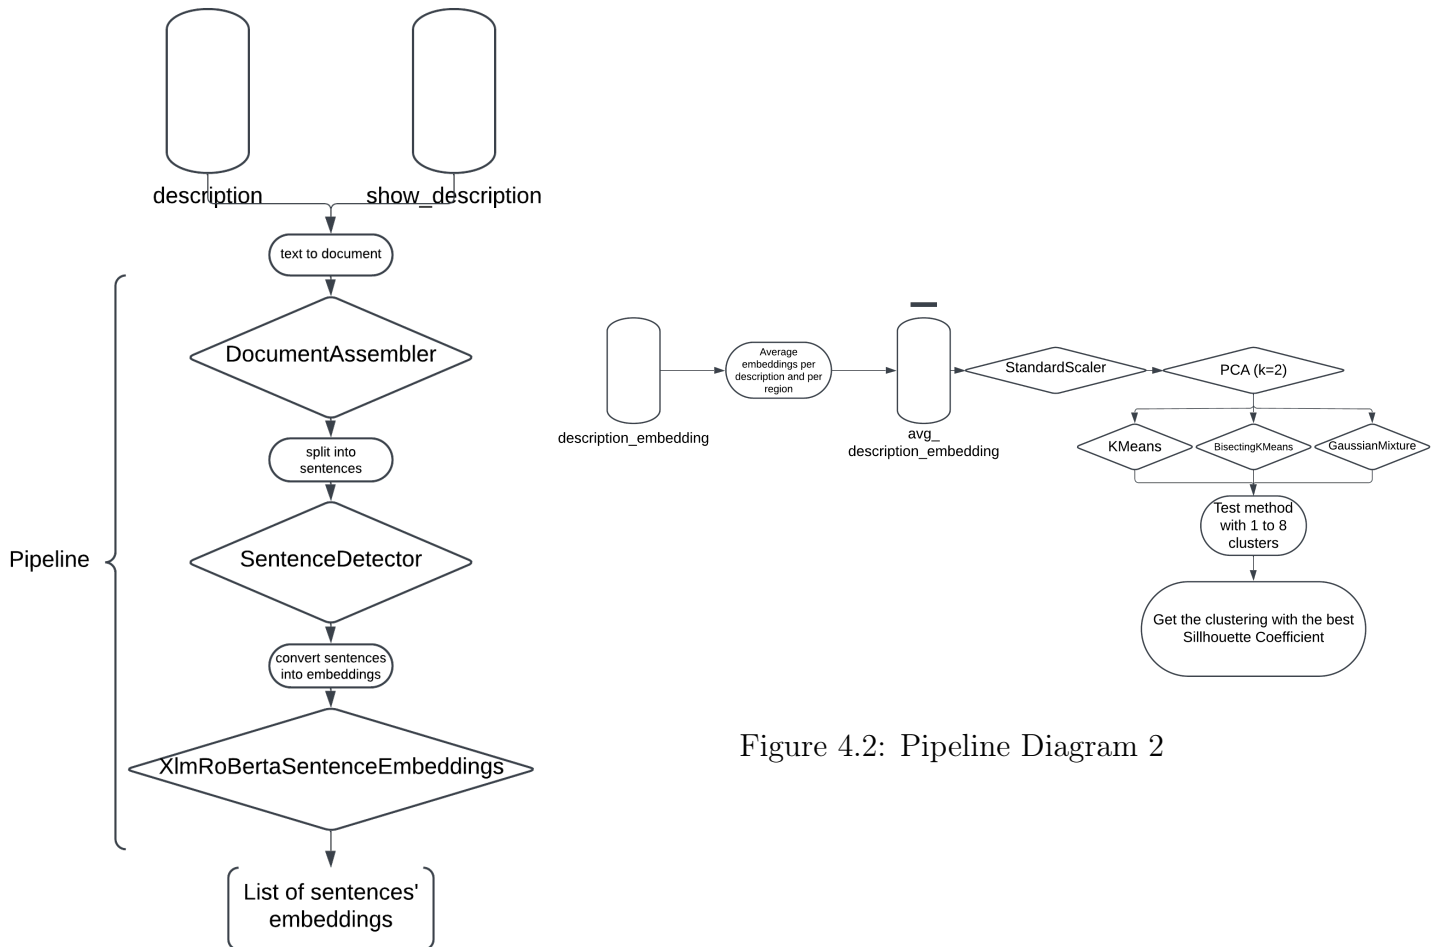 description
show_description
text to document
DocumentAssembler
split into
sentences
SentenceDetector
Pipeline
convert sentences
into embeddings
XlmRoBertaSentenceEmbeddings
List of sentences'
embeddings
description_embedding
Average
embeddings per
description and per
region
avg_
description_embedding
StandardScaler
PCA (k=2)
KMeans
BisectingKMeans
GaussianMixture
Test method
with 1 to 8
clusters
Get the clustering with the best
Sillhouette Coefficient
Figure 4.2: Pipeline Diagram 2